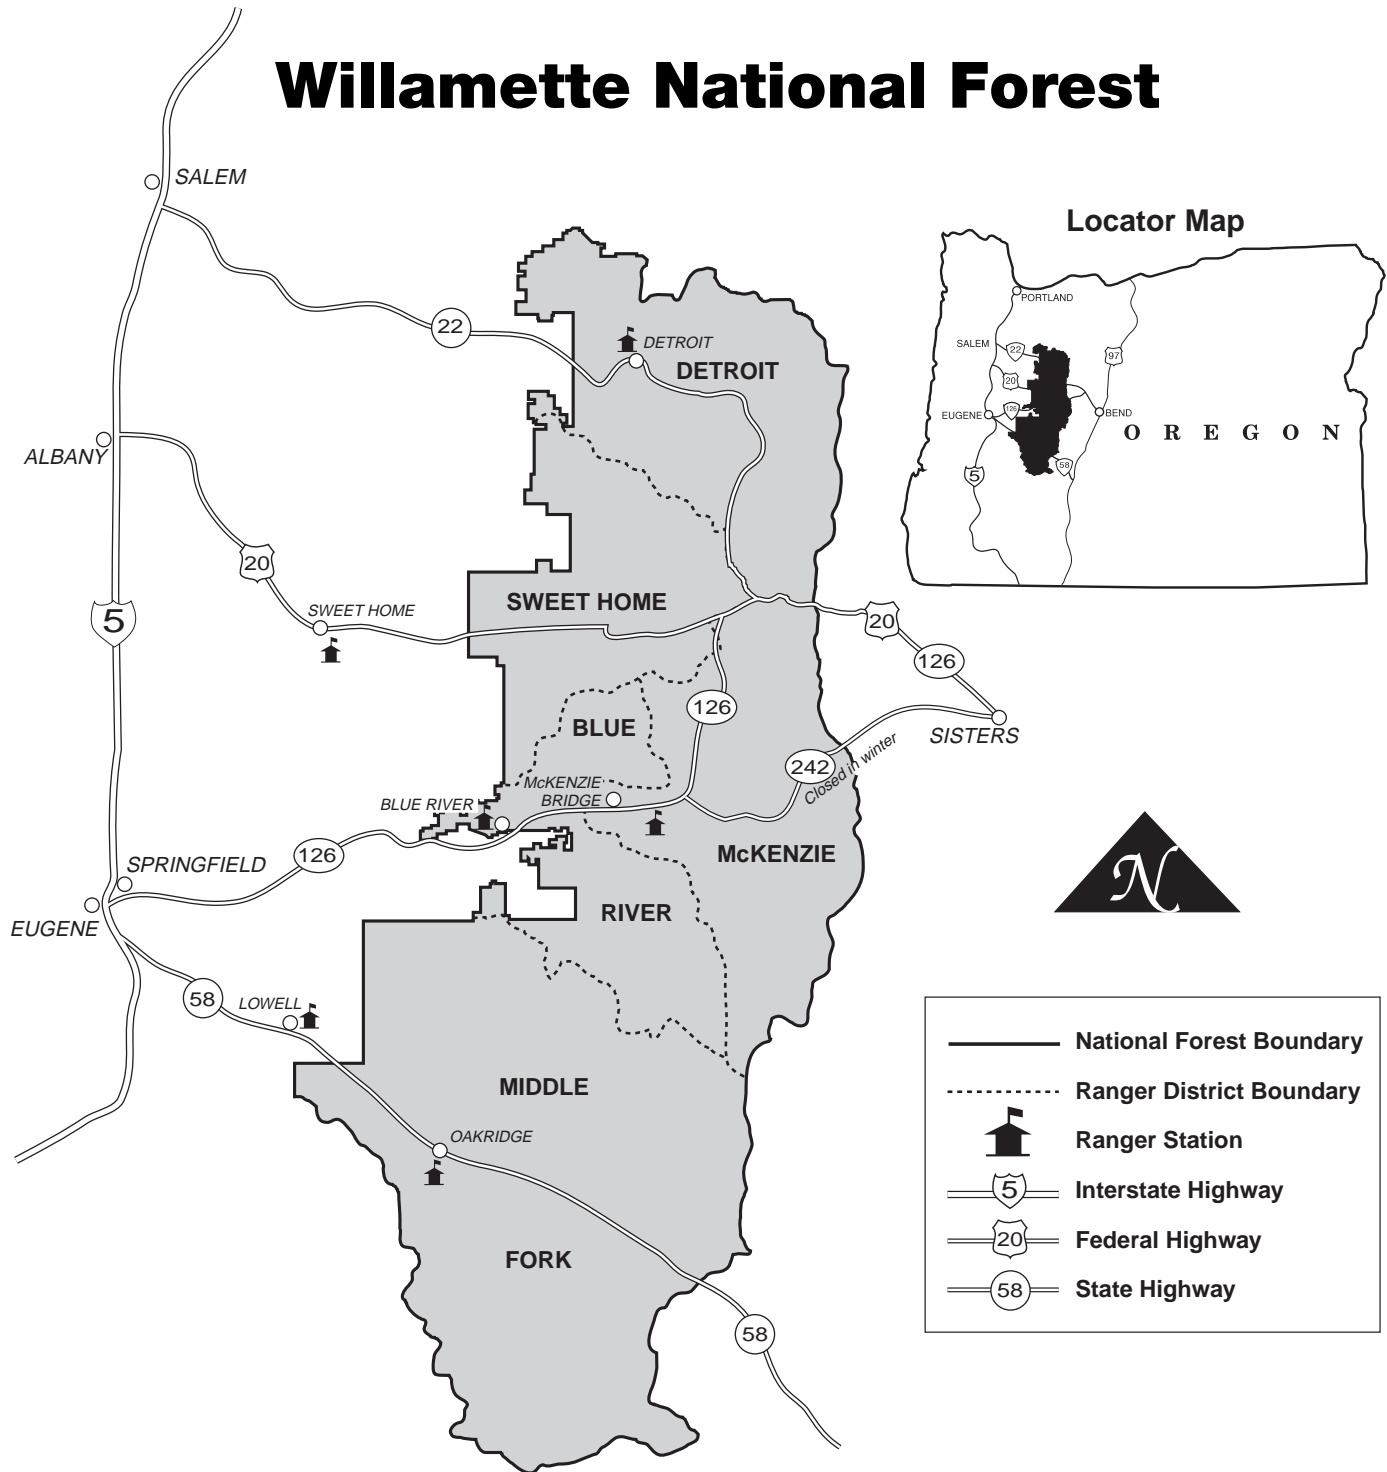 Willamette National Forest
SALEM
22
DETROIT
DETROIT
ALBANY
20
SWEET HOME
SWEET HOME
5
20
126
126
SISTERS
BLUE
242
Closed in winter
McKENZIE
BRIDGE
BLUE RIVER
126
SPRINGFIELD
McKENZIE
EUGENE
RIVER
58
LOWELL
MIDDLE
OAKRIDGE
FORK
58
Locator Map
PORTLAND
SALEM
22
97
20
126
EUGENE
BEND
OREGON
58
5
N
National Forest Boundary
Ranger District Boundary
Ranger Station
5 Interstate Highway
20 Federal Highway
58 State Highway